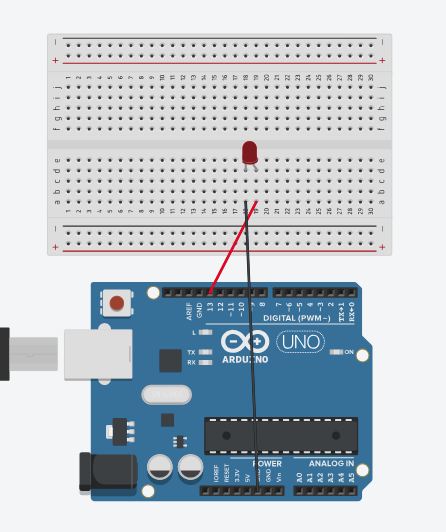 1 2 3 4 5 6 7 8 9 10 11 12 13 14 15 16 17 18 19 20 21 22 23 24 25 26 27 28 29 30
j j
i i
h h
g g
f f
e e
d d
c c
b b
a a
1 2 3 4 5 6 7 8 9 10 11 12 13 14 15 16 17 18 19 20 21 22 23 24 25 26 27 28 29 30
AREF GND 13 12 ~11 ~10 8 7 ~6 ~5 4 ~3 2 TX→1 RX←0
DIGITAL (PWM~)
L
TX
RX
ARDUINO
UNO
ON
POWER ANALOG IN
IOREF RESET 3.3V 5V GND Vin A0 A1 A2 A3 A4 A5